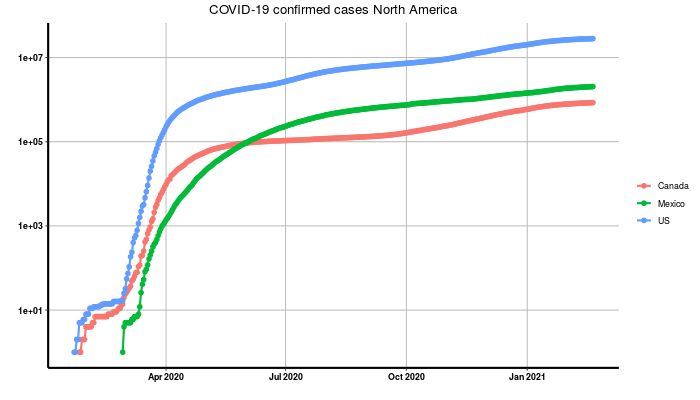 COVID-19 confirmed cases North America
1e+07
1e+05
1e+03
1e+01
Apr 2020 Jul 2020 Oct 2020 Jan 2021
Canada
Mexico
US